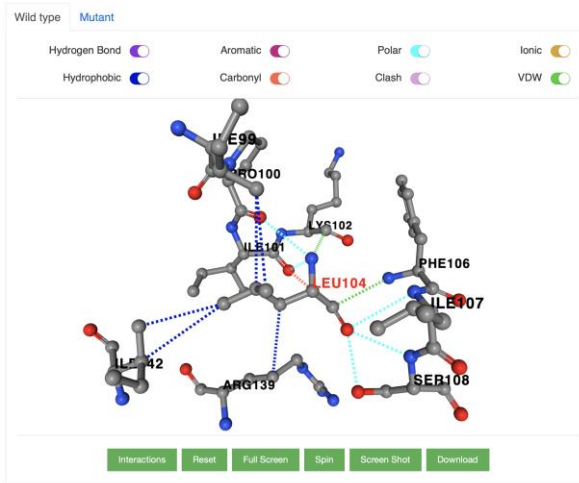 Wild type Mutant
Hydrogen Bond Aromatic Polar Ionic
Hydrophobic Carbonyl Clash VDW
ILE99
PRO100
LYS102
ILE101
LEU104
PHE106
ILE107
ARG139
SER108
Interactions Reset Full Screen Spin Screen Shot Download